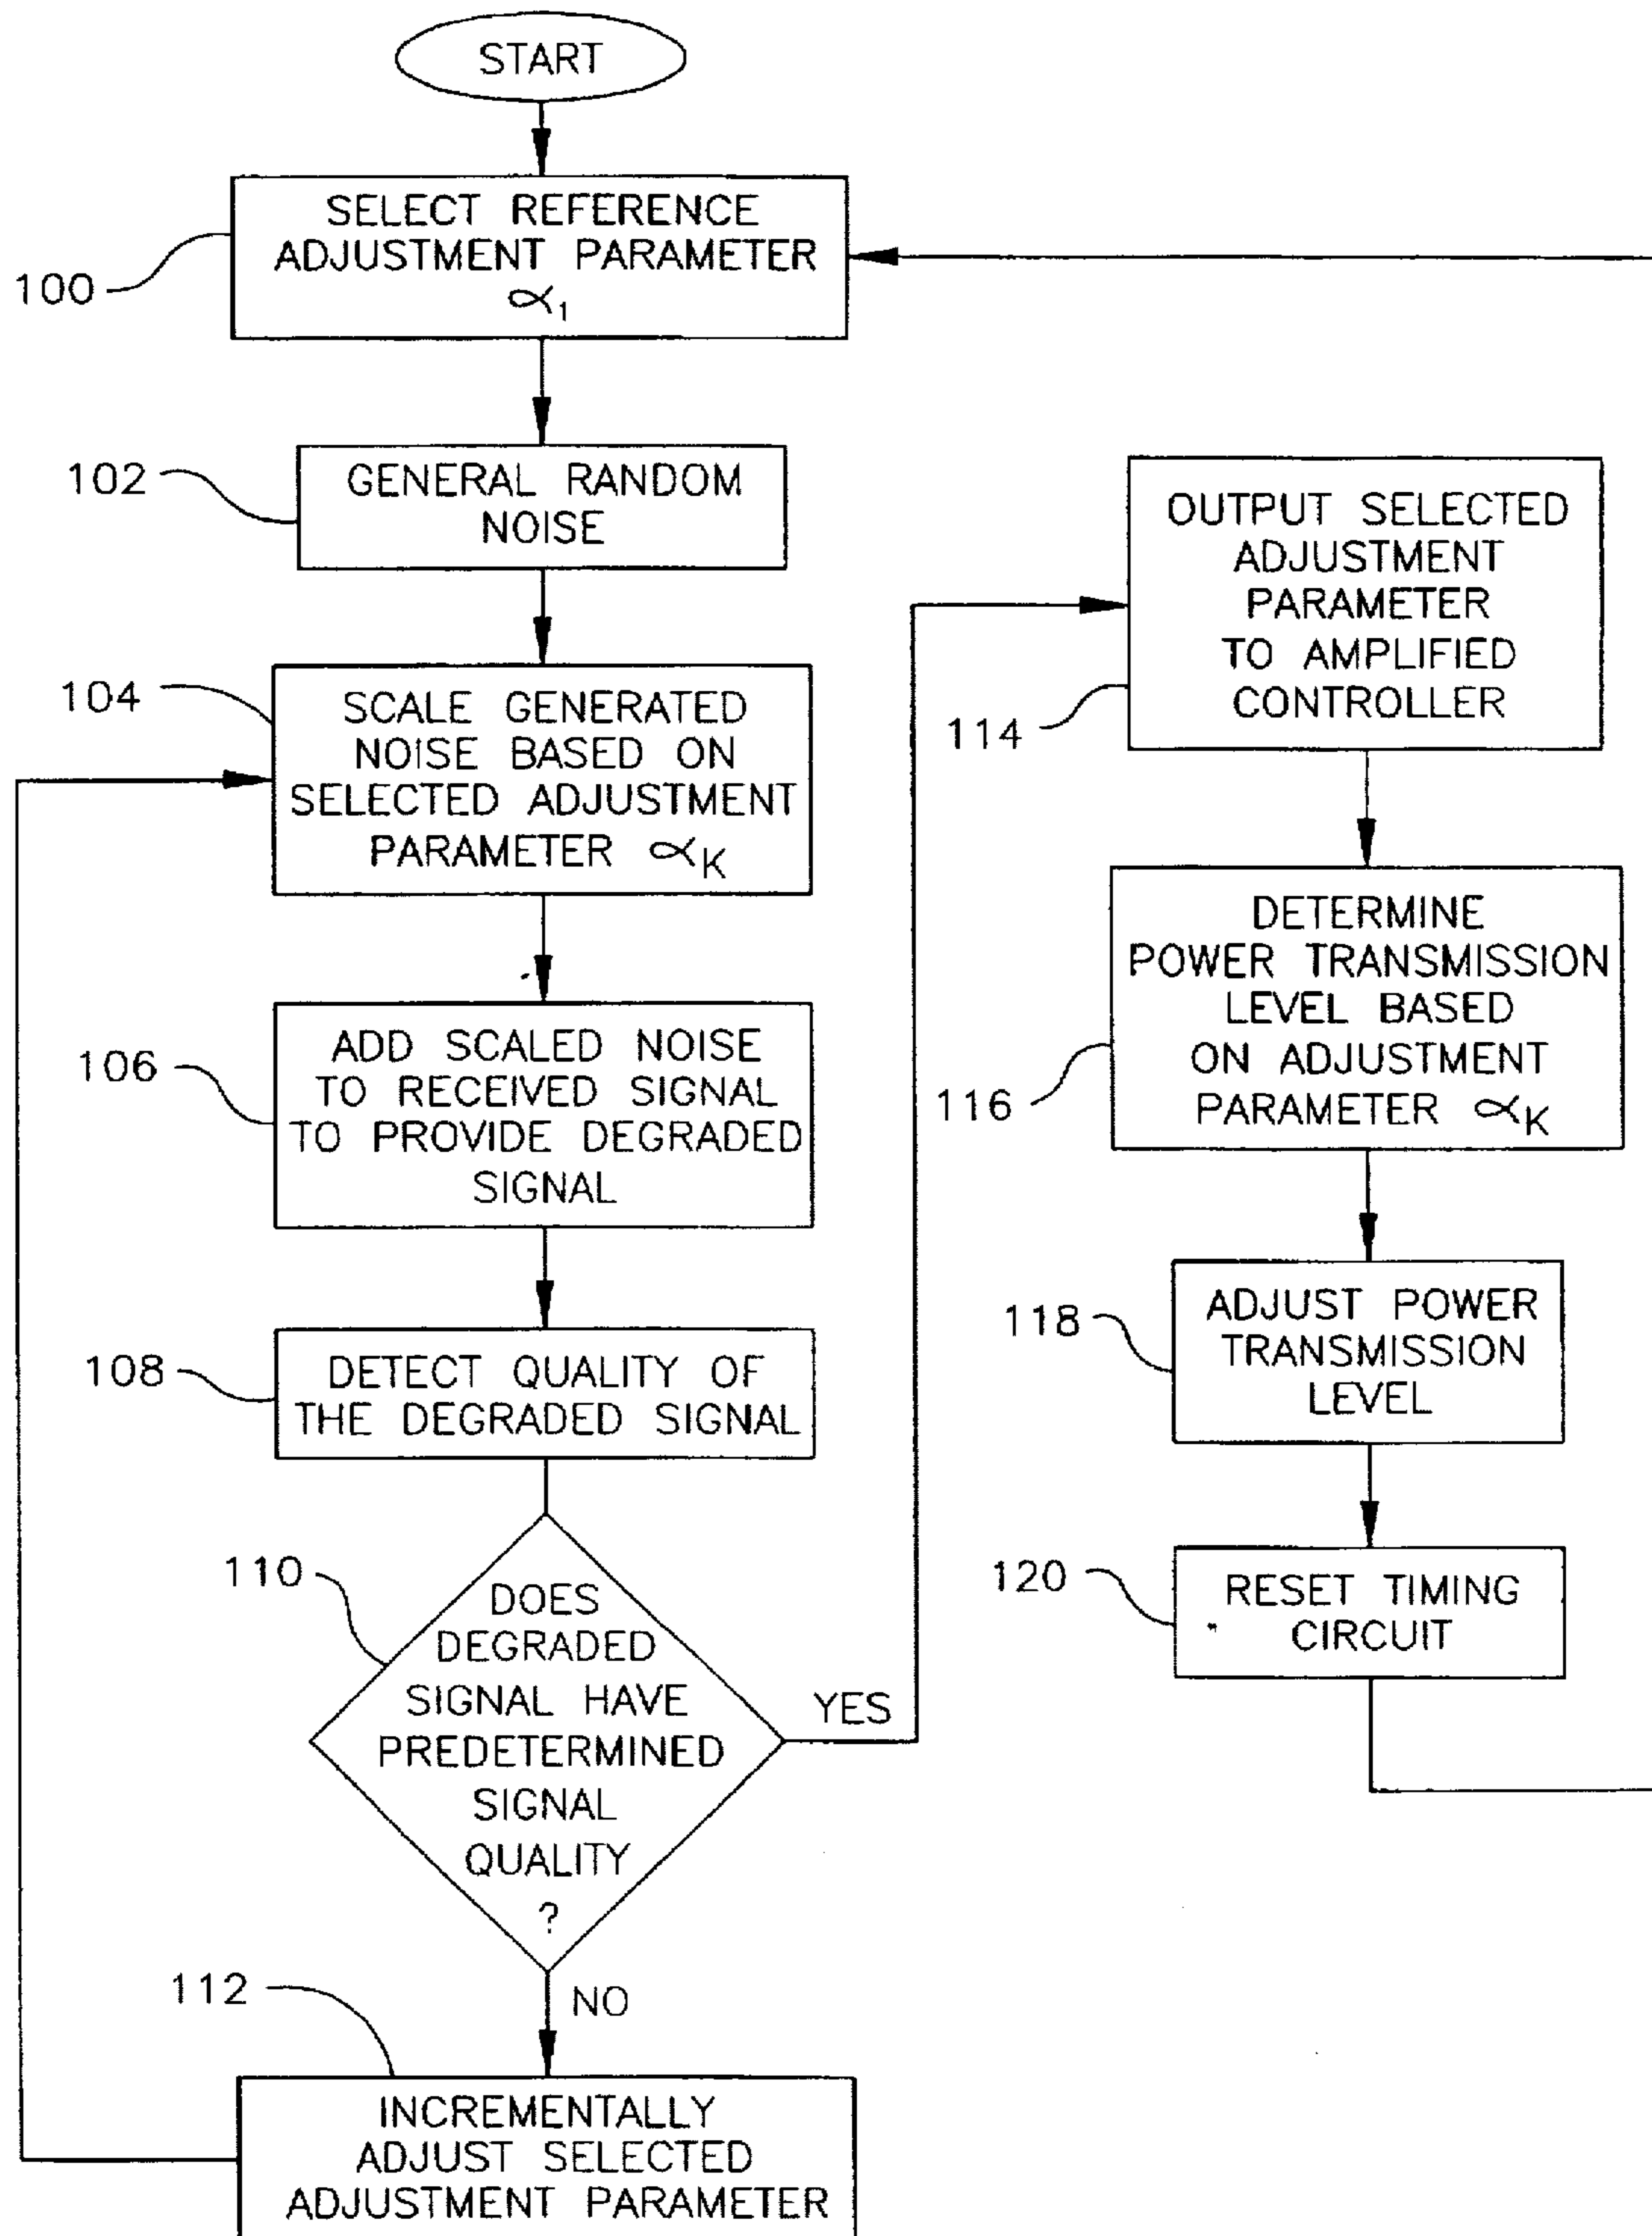 START
SELECT REFERENCE
ADJUSTMENT PARAMETER
∝1
100
GENERAL RANDOM
NOISE
102
SCALE GENERATED
NOISE BASED ON
SELECTED ADJUSTMENT
PARAMETER ∝K
104
ADD SCALED NOISE
TO RECEIVED SIGNAL
TO PROVIDE DEGRADED
SIGNAL
106
DETECT QUALITY OF
THE DEGRADED SIGNAL
108
DOES
DEGRADED
SIGNAL HAVE
PREDETERMINED
SIGNAL
QUALITY
?
110
YES
NO
INCREMENTALLY
ADJUST SELECTED
ADJUSTMENT PARAMETER
112
OUTPUT SELECTED
ADJUSTMENT
PARAMETER
TO AMPLIFIED
CONTROLLER
114
DETERMINE
POWER TRANSMISSION
LEVEL BASED
ON ADJUSTMENT
PARAMETER ∝K
116
ADJUST POWER
TRANSMISSION
LEVEL
118
RESET TIMING
CIRCUIT
120